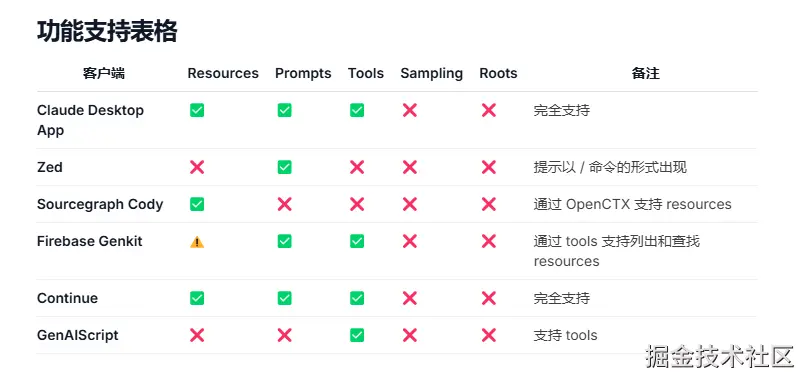 功能支持表格
客户端 Resources Prompts Tools Sampling Roots 备注
Claude Desktop App ✅ ✅ ✅ ❌ ❌ 完全支持
Zed ❌ ✅ ❌ ❌ ❌ 提示以 / 命令的形式出现
Sourcegraph Cody ✅ ❌ ❌ ❌ ❌ 通过 OpenCTX 支持 resources
Firebase Genkit ⚠️ ✅ ✅ ❌ ❌ 通过 tools 支持列出和查找 resources
Continue ✅ ✅ ✅ ❌ ❌ 完全支持
GenAIScript ❌ ❌ ✅ ❌ ❌ 支持 tools
掘金技术社区